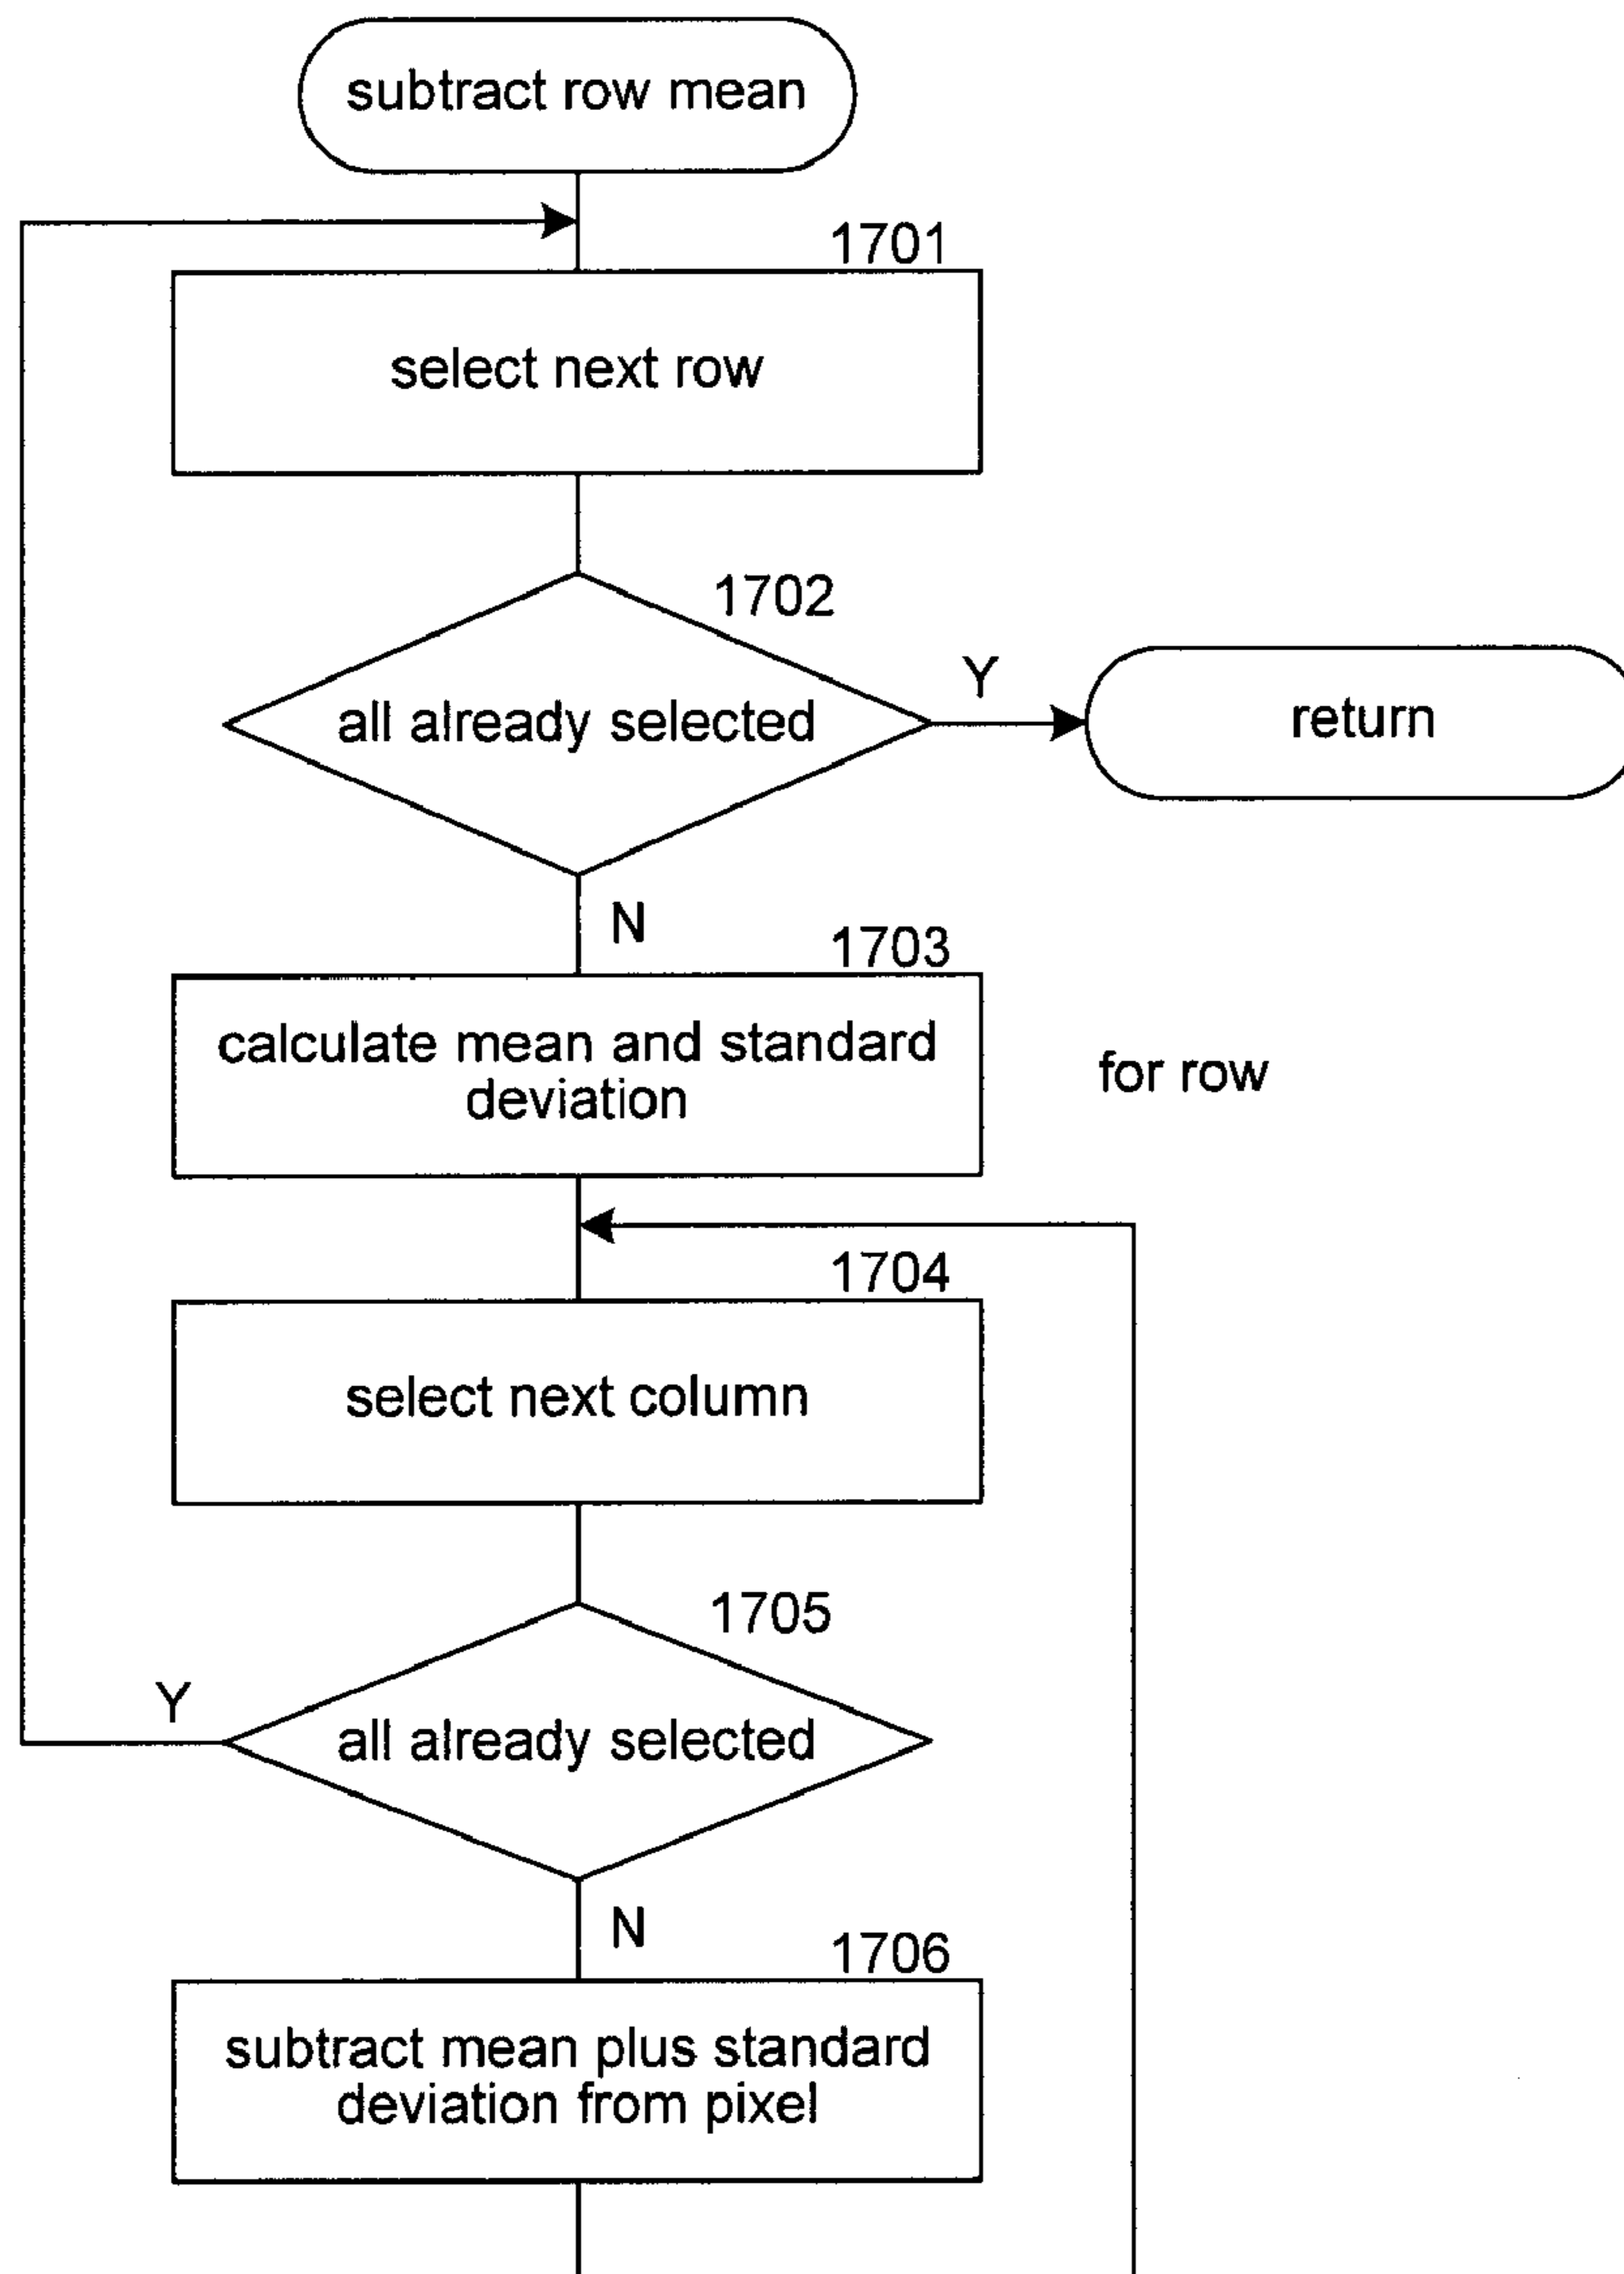 subtract row mean
1701
select next row
1702
all already selected
Y
return
N
1703
calculate mean and standard
deviation
for row
1704
select next column
1705
all already selected
Y
N
1706
subtract mean plus standard
deviation from pixel